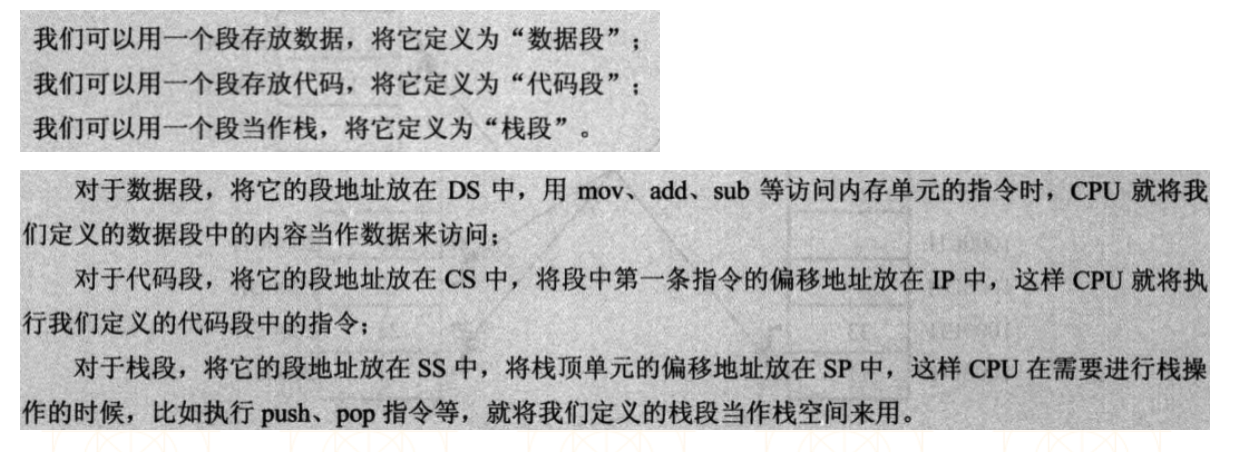 我们可以用一个段存放数据，将它定义为“数据段”；
我们可以用一个段存放代码，将它定义为“代码段”；
我们可以用一个段当作栈，将它定义为“栈段”。
对于数据段，将它的段地址放在 DS 中，用 mov、add、sub 等访问内存单元的指令时，CPU 就将我
们定义的数据段中的内容当作数据来访问；
对于代码段，将它的段地址放在 CS 中，将段中第一条指令的偏移地址放在 IP 中，这样 CPU 就将执
行我们定义的代码段中的指令；
对于栈段，将它的段地址放在 SS 中，将栈顶单元的偏移地址放在 SP 中，这样 CPU 在需要进行栈操
作的时候，比如执行 push、pop 指令等，就将我们定义的栈段当作栈空间来用。